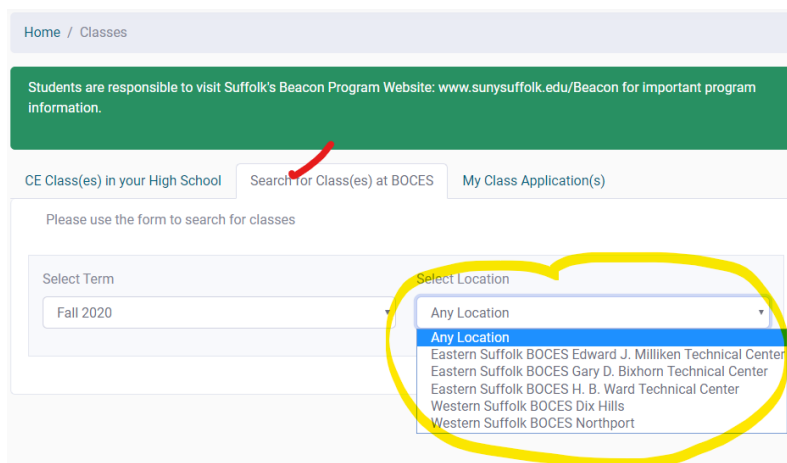 Home / Classes
Students are responsible to visit Suffolk's Beacon Program Website: www.sunysuffolk.edu/Beacon for important program
information.
CE Class(es) in your High School Search for Class(es) at BOCES My Class Application(s)
Please use the form to search for classes
Select Term Select Location
Fall 2020 Any Location
Any Location
Eastern Suffolk BOCES Edward J. Milliken Technical Center
Eastern Suffolk BOCES Gary D. Bixhorn Technical Center
Eastern Suffolk BOCES H. B. Ward Technical Center
Western Suffolk BOCES Dix Hills
Western Suffolk BOCES Northport